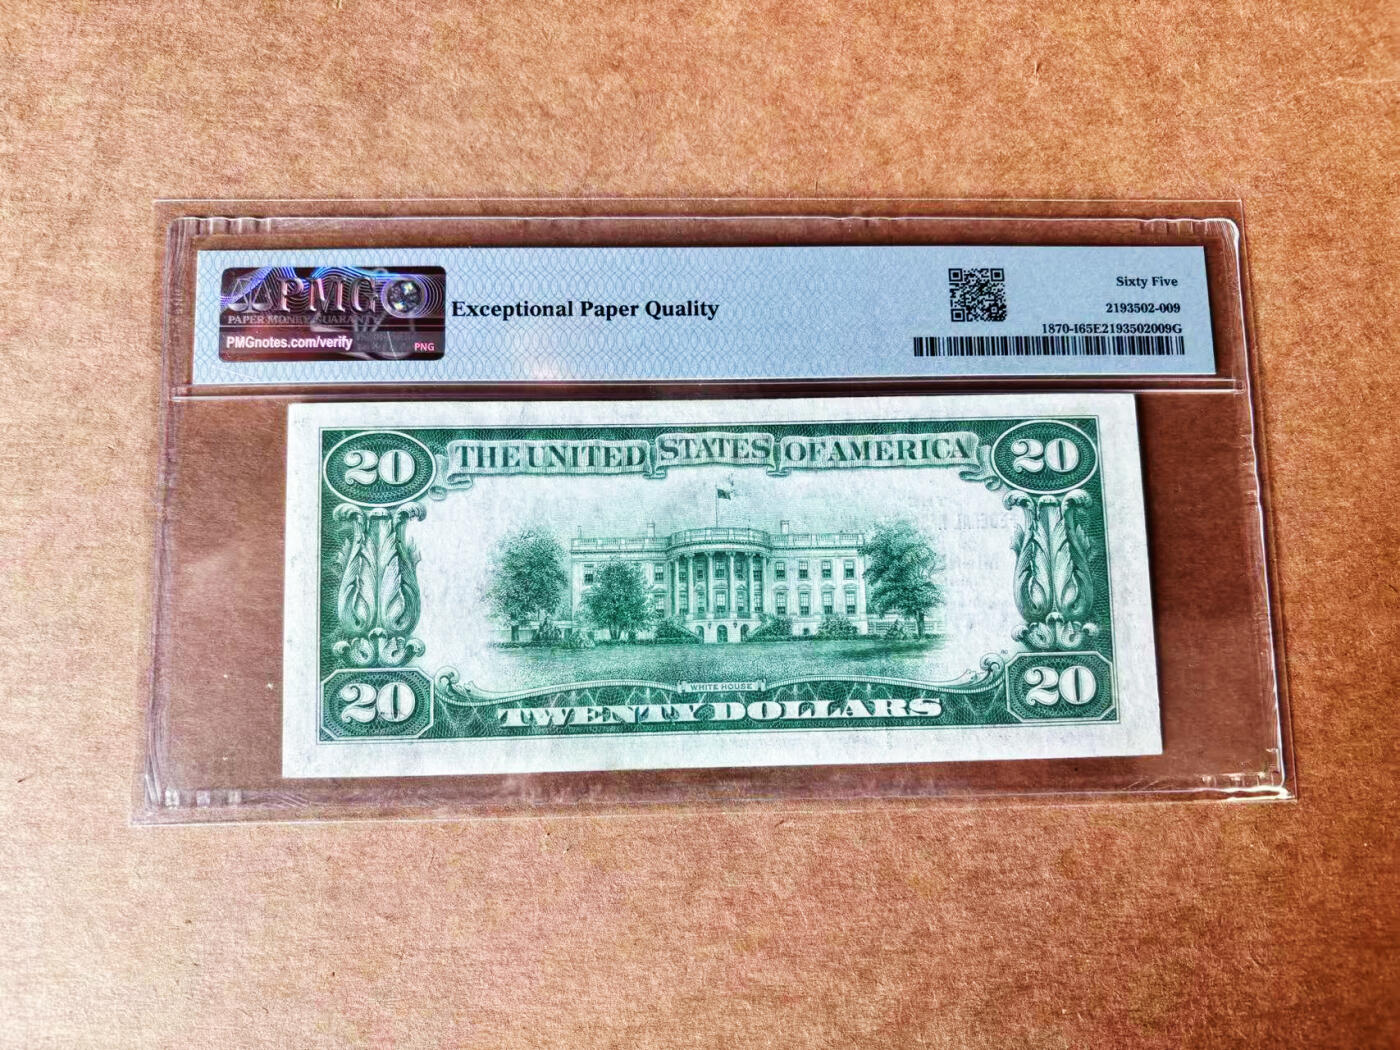 PMG
PAPER MONEY GUARANTY
PMGnotes.com/verify
PNG
Exceptional Paper Quality
Sixty Five
2193502-009
1870-I65E2193502009G
20
THE UNITED STATES OF AMERICA
20
WHITE HOUSE
20
TWENTY DOLLARS
20